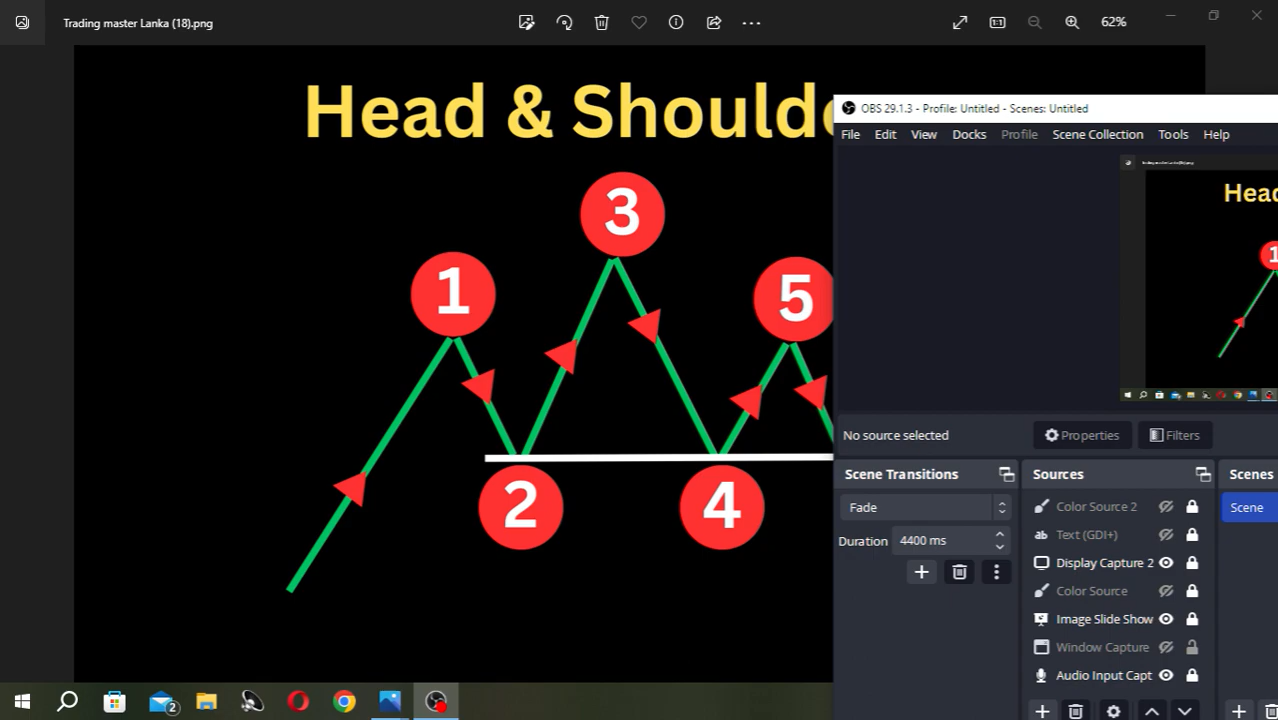 Trading master Lanka (18).png
62%
Head & Shoulde
1
2
3
4
5
OBS 29.1.3 - Profile: Untitled - Scenes: Untitled
File Edit View Docks Profile Scene Collection Tools Help
Head
1
No source selected
Properties
Filters
Scene Transitions
Fade
Duration 4400 ms
Sources
Color Source 2
ab Text (GDI+)
Display Capture 2
Color Source
Image Slide Show
Window Capture
Audio Input Capt
Scenes
Scene
2